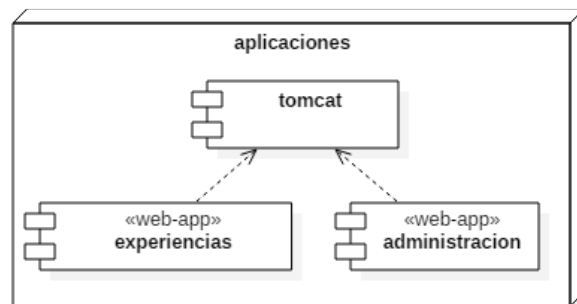 aplicaciones
tomcat
«web-app»
experiencias
«web-app»
administracion